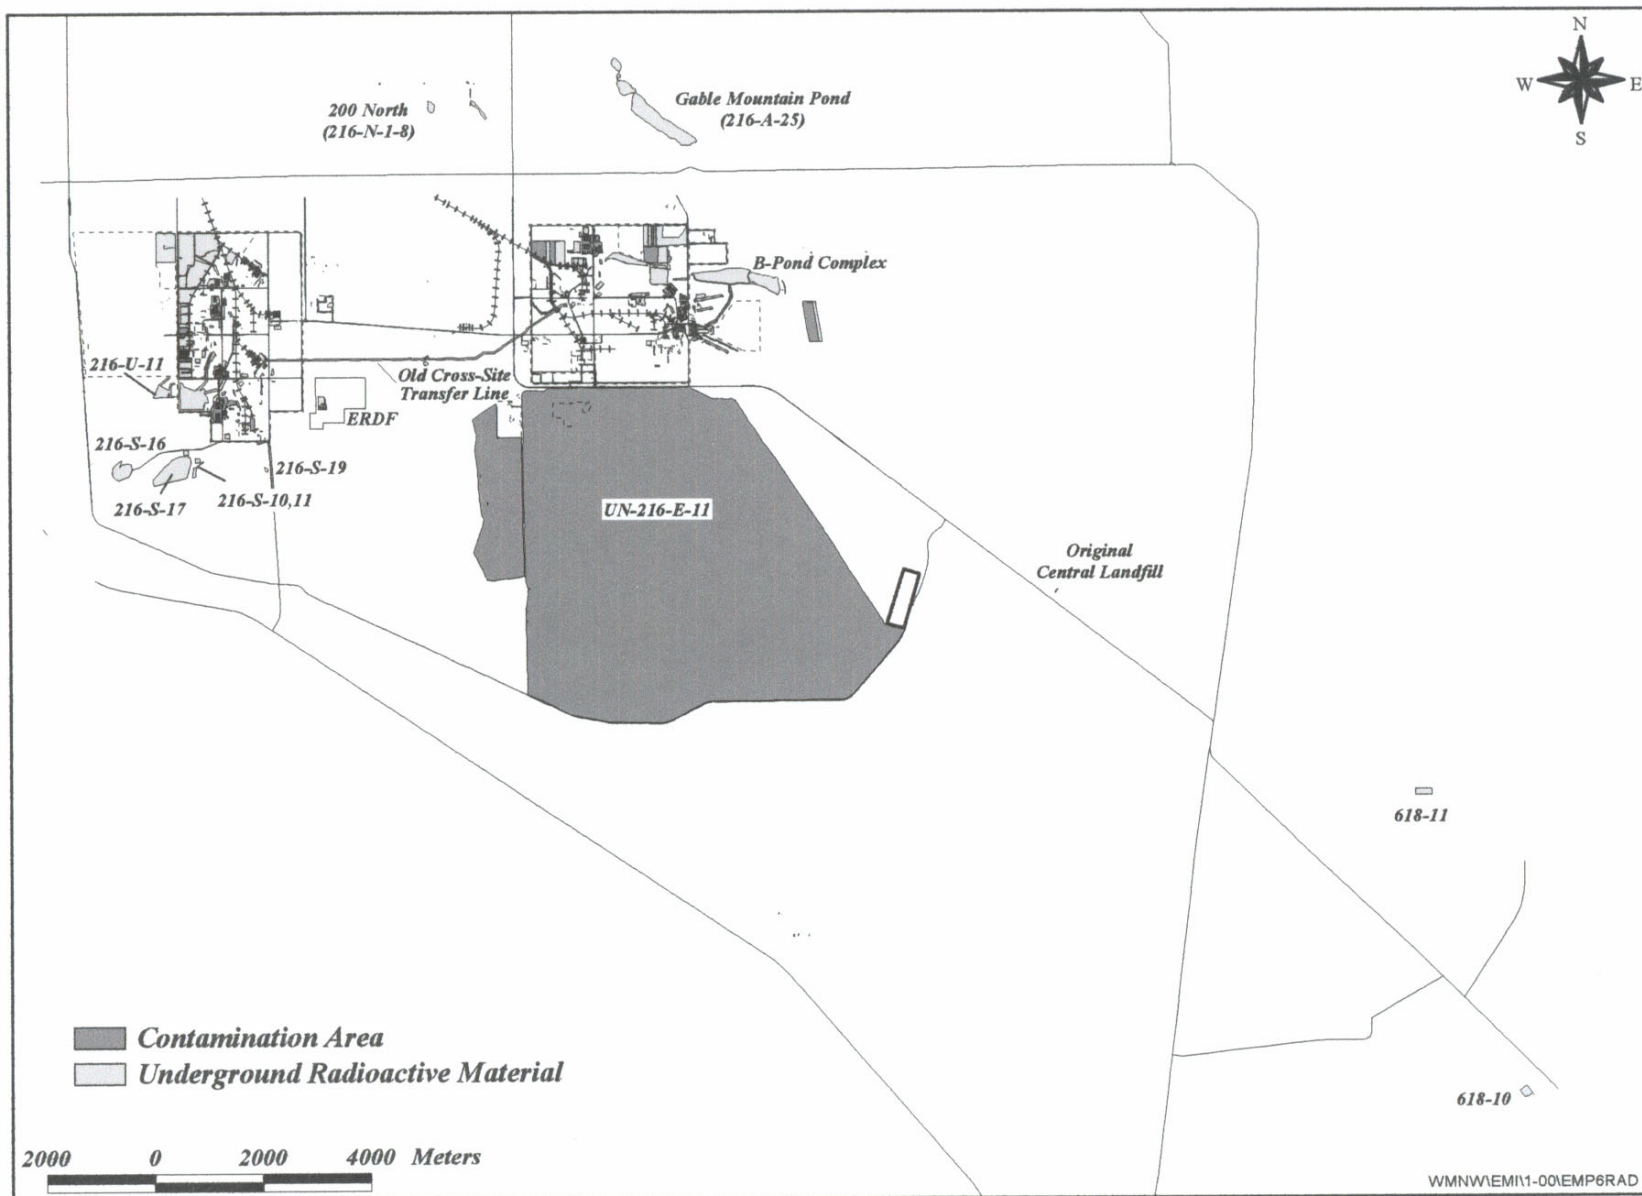 N
W E
S
200 North
(216-N-1-8)
Gable Mountain Pond
(216-A-25)
B-Pond Complex
216-U-11
Old Cross-Site
Transfer Line
ERDF
216-S-16
216-S-19
216-S-17
216-S-10,11
UN-216-E-11
Original
Central Landfill
618-11
618-10
Contamination Area
Underground Radioactive Material
2000 0 2000 4000 Meters
WMNW\EMI\1-00\EMP6RAD